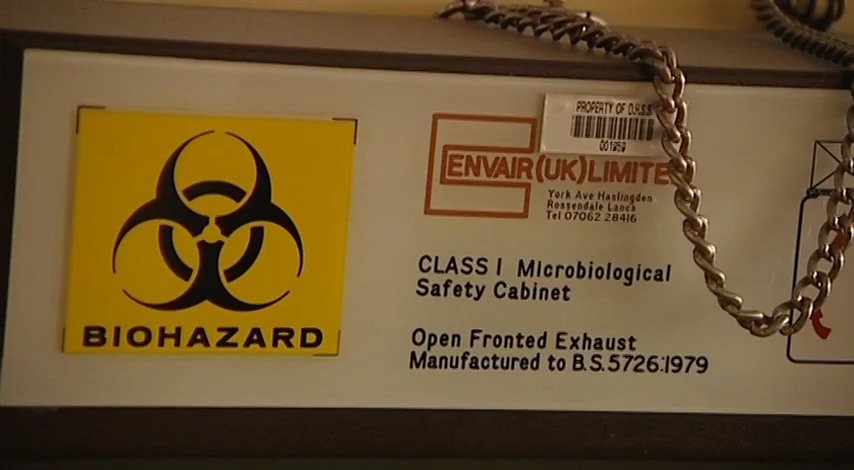 BIOHAZARD
PROPERTY OF D.H.S.S.
001959
ENVAIR (UK) LIMITE
York Ave Haslingden
Rossendale Lancs
Tel 07062 28416
CLASS I Microbiological
Safety Cabinet
Open Fronted Exhaust
Manufactured to B.S.5726:1979